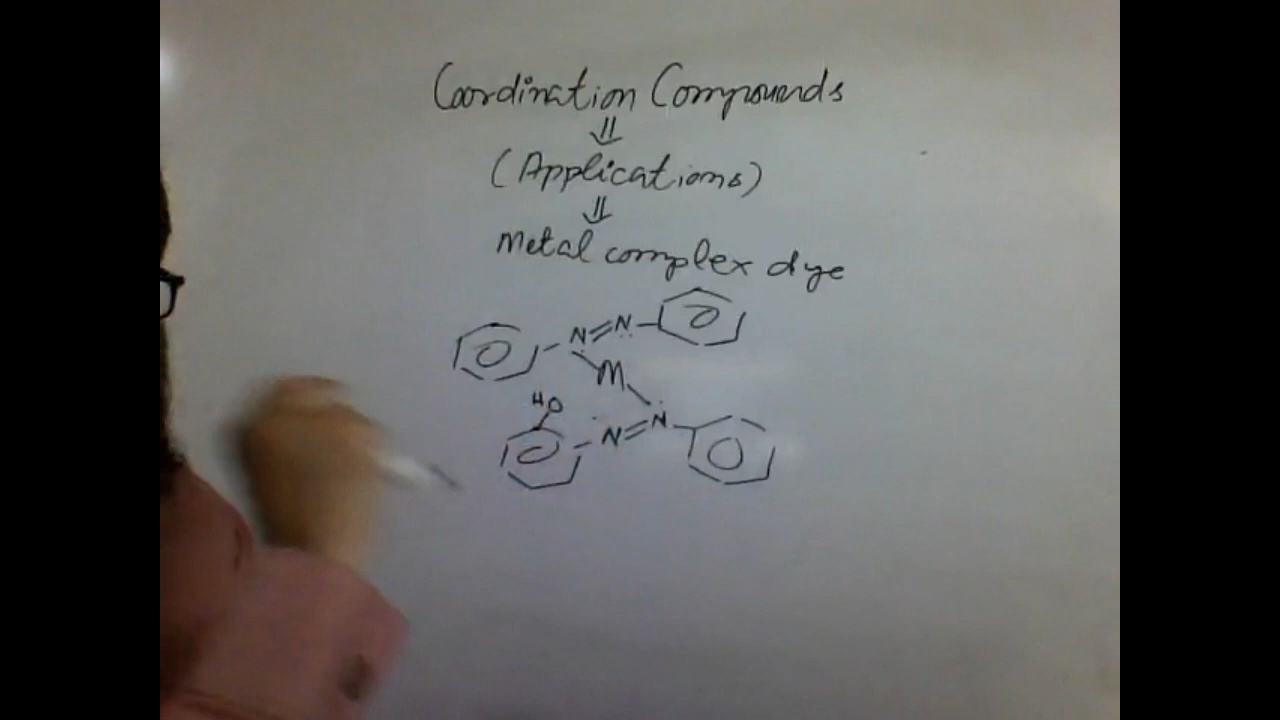 Coordination Compounds
⇓
(Applications)
⇓
Metal complex dye
N=N
M
HO
N=N